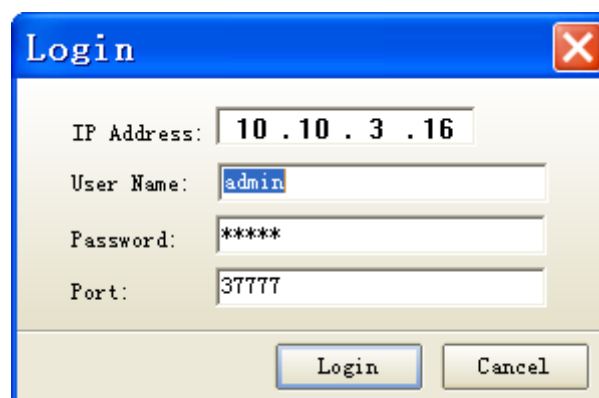 Login
IP Address: 10 .10 . 3 .16
User Name: admin
Password: *****
Port: 37777
Login Cancel